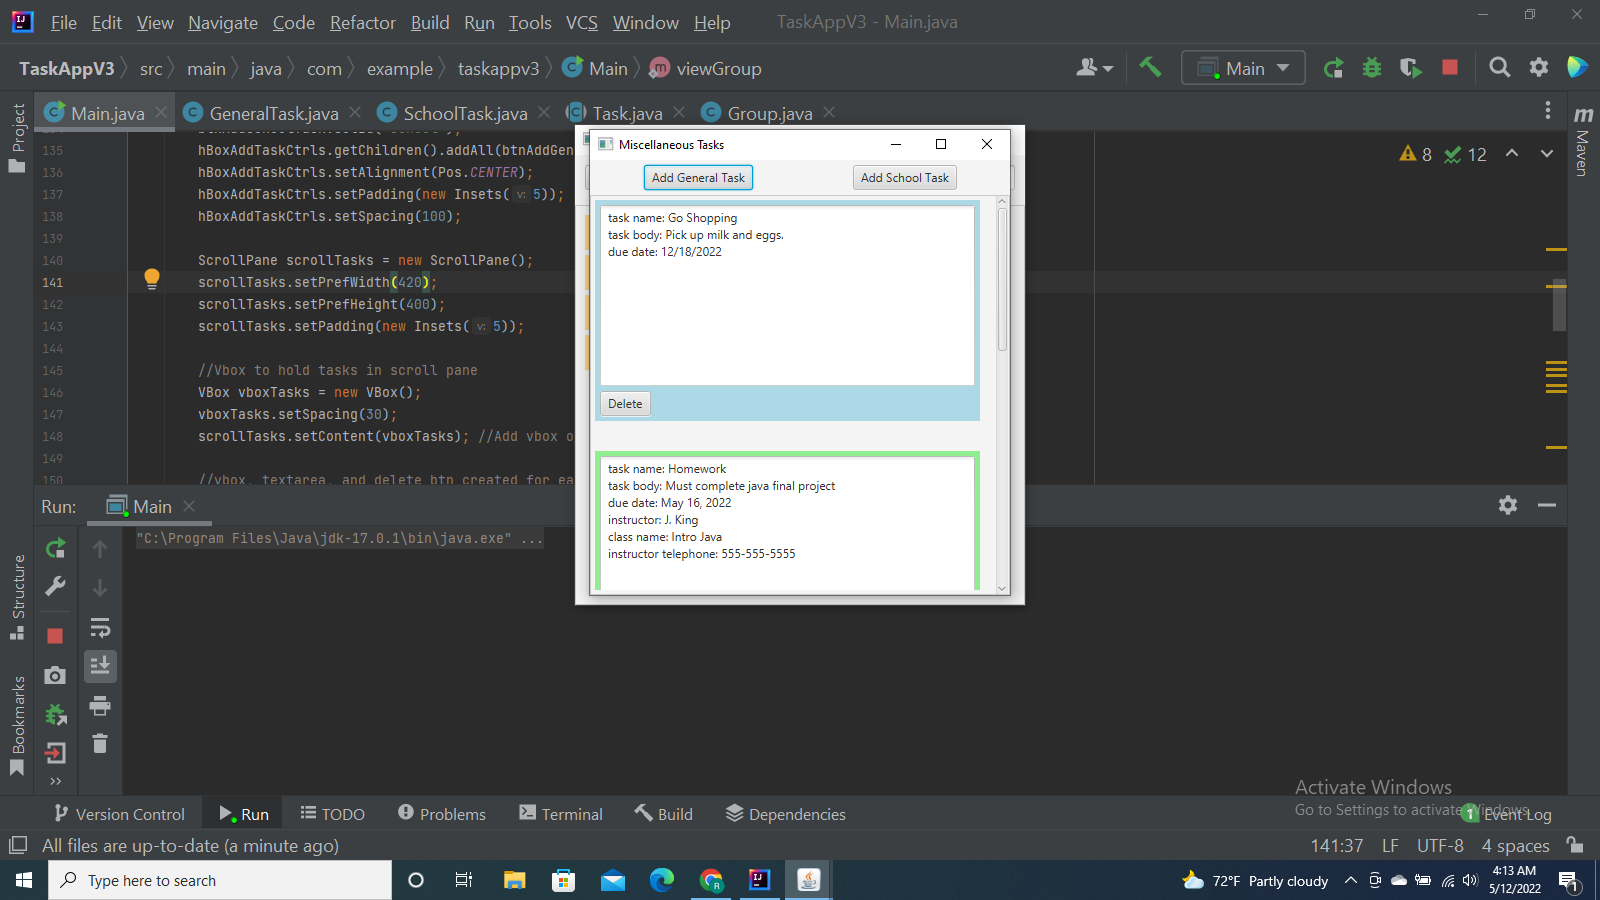 File Edit View Navigate Code Refactor Build Run Tools VCS Window Help TaskAppV3 - Main.java
TaskAppV3 src main java com example taskappv3 Main viewGroup
Main
Project
Main.java GeneralTask.java SchoolTask.java Task.java Group.java
8 12
Maven
135 hBoxAddTaskCtrls.getChildren().addAll(btnAddGen
136 hBoxAddTaskCtrls.setAlignment(Pos.CENTER);
137 hBoxAddTaskCtrls.setPadding(new Insets( v: 5));
138 hBoxAddTaskCtrls.setSpacing(100);
139
140 ScrollPane scrollTasks = new ScrollPane();
141 scrollTasks.setPrefWidth(420);
142 scrollTasks.setPrefHeight(400);
143 scrollTasks.setPadding(new Insets( v: 5));
144
145 //Vbox to hold tasks in scroll pane
146 VBox vboxTasks = new VBox();
147 vboxTasks.setSpacing(30);
148 scrollTasks.setContent(vboxTasks); //Add vbox o
149
150 //vbox, textarea, and delete btn created for ea
Miscellaneous Tasks
Add General Task Add School Task
task name: Go Shopping
task body: Pick up milk and eggs.
due date: 12/18/2022
Delete
task name: Homework
task body: Must complete java final project
due date: May 16, 2022
instructor: J. King
class name: Intro Java
instructor telephone: 555-555-5555
Run: Main
"C:\Program Files\Java\jdk-17.0.1\bin\java.exe" ...
Structure
Bookmarks
Activate Windows
Go to Settings to activate Windows.
Version Control Run TODO Problems Terminal Build Dependencies 1 Event Log
All files are up-to-date (a minute ago) 141:37 LF UTF-8 4 spaces
Type here to search
72°F Partly cloudy
4:13 AM
5/12/2022
1